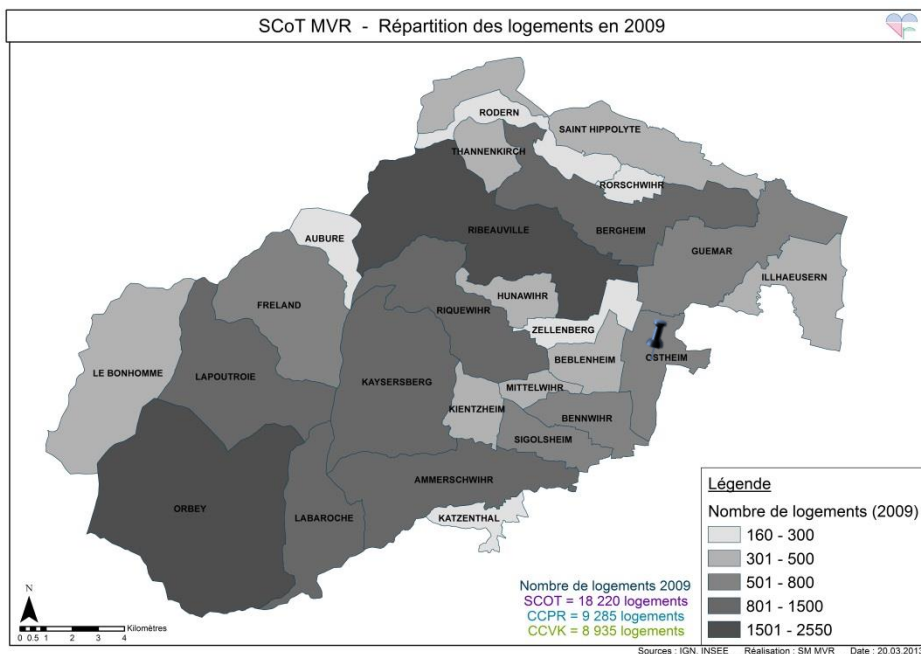 SCoT MVR - Répartition des logements en 2009
RODERN
SAINT HIPPOLYTE
THANNENKIRCH
RORSCHWIHR
AUBURE
RIBEAUVILLE
BERGHEIM
GUEMAR
ILLHAEUSERN
FRELAND
HUNAWIHR
RIQUEWIHR
ZELLENBERG
BEBLENHEIM
OSTHEIM
LE BONHOMME
LAPOUTROIE
KAYSERSBERG
MITTELWIHR
KIENTZHEIM
BENNWIHR
SIGOLSHEIM
AMMERSCHWIHR
ORBEY
LABAROCHE
KATZENTHAL
Légende
Nombre de logements (2009)
160 - 300
301 - 500
501 - 800
801 - 1500
1501 - 2550
Nombre de logements 2009
SCOT = 18 220 logements
CCPR = 9 285 logements
CCVK = 8 935 logements
N
Kilomètres
0 0.5 1 2 3 4
Sources : IGN, INSEE Réalisation : SM MVR Date : 20.03.2013